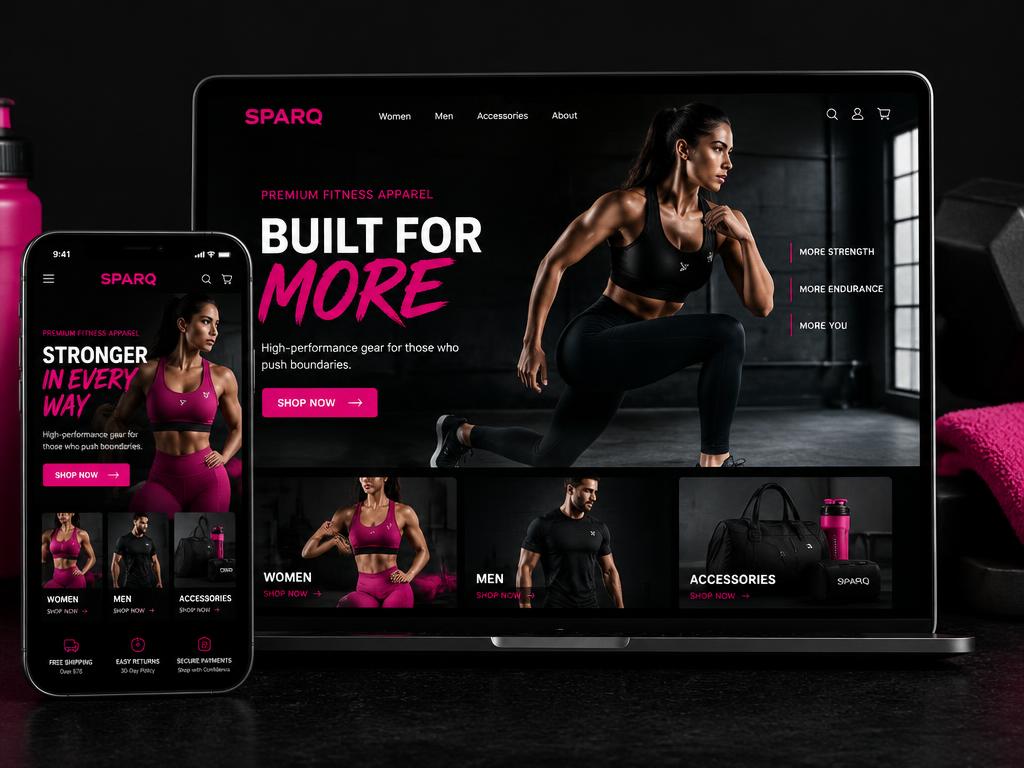 SPARQ
Women Men Accessories About
PREMIUM FITNESS APPAREL
BUILT FOR
MORE
High-performance gear for those who
push boundaries.
SHOP NOW
MORE STRENGTH
MORE ENDURANCE
MORE YOU
WOMEN
SHOP NOW
MEN
SHOP NOW
ACCESSORIES
SHOP NOW
SPARQ
9:41
SPARQ
PREMIUM FITNESS APPAREL
STRONGER
IN EVERY
WAY
High-performance gear for
those who push boundaries.
SHOP NOW
WOMEN
SHOP NOW
MEN
SHOP NOW
ACCESSORIES
SHOP NOW
FREE SHIPPING
EASY RETURNS
30-Day Policy
SECURE PAYMENTS
Shop with Confidence